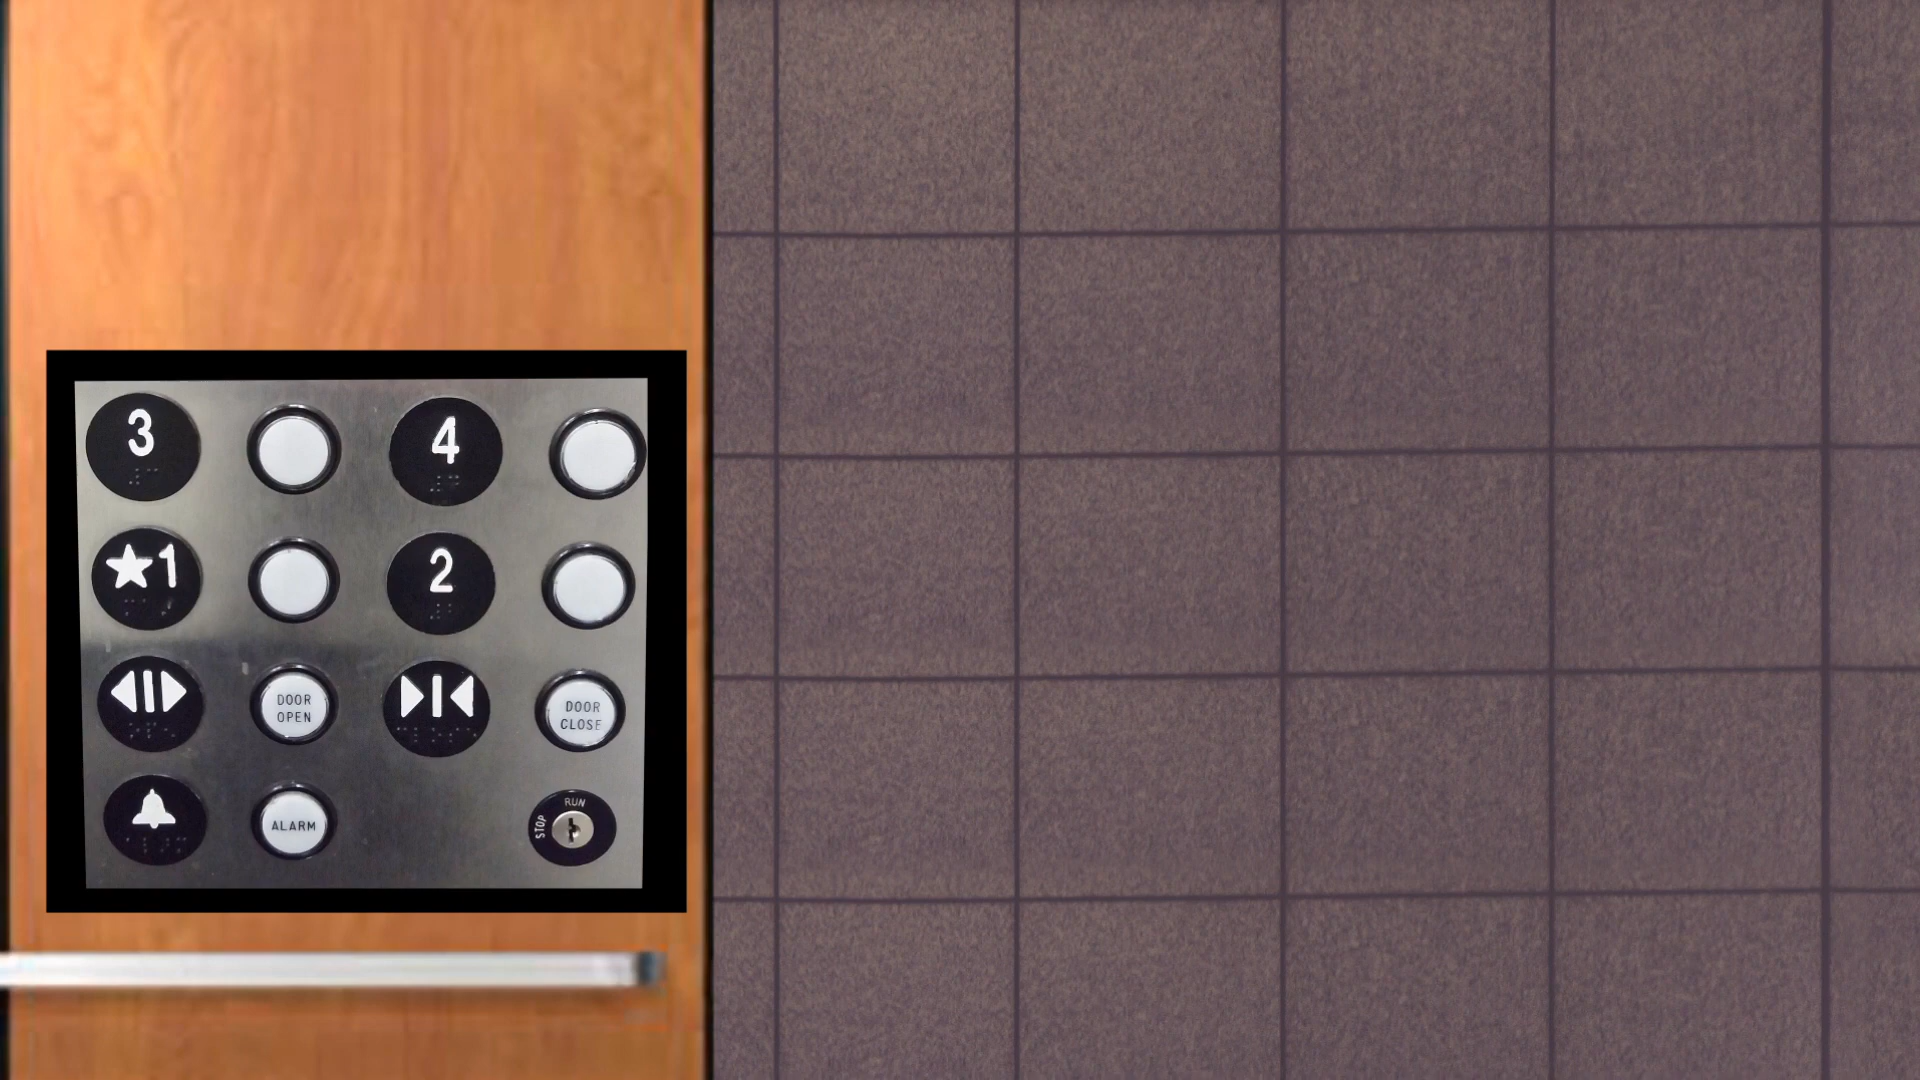 3 4
★1 2
DOOR OPEN DOOR CLOSE
ALARM RUN STOP